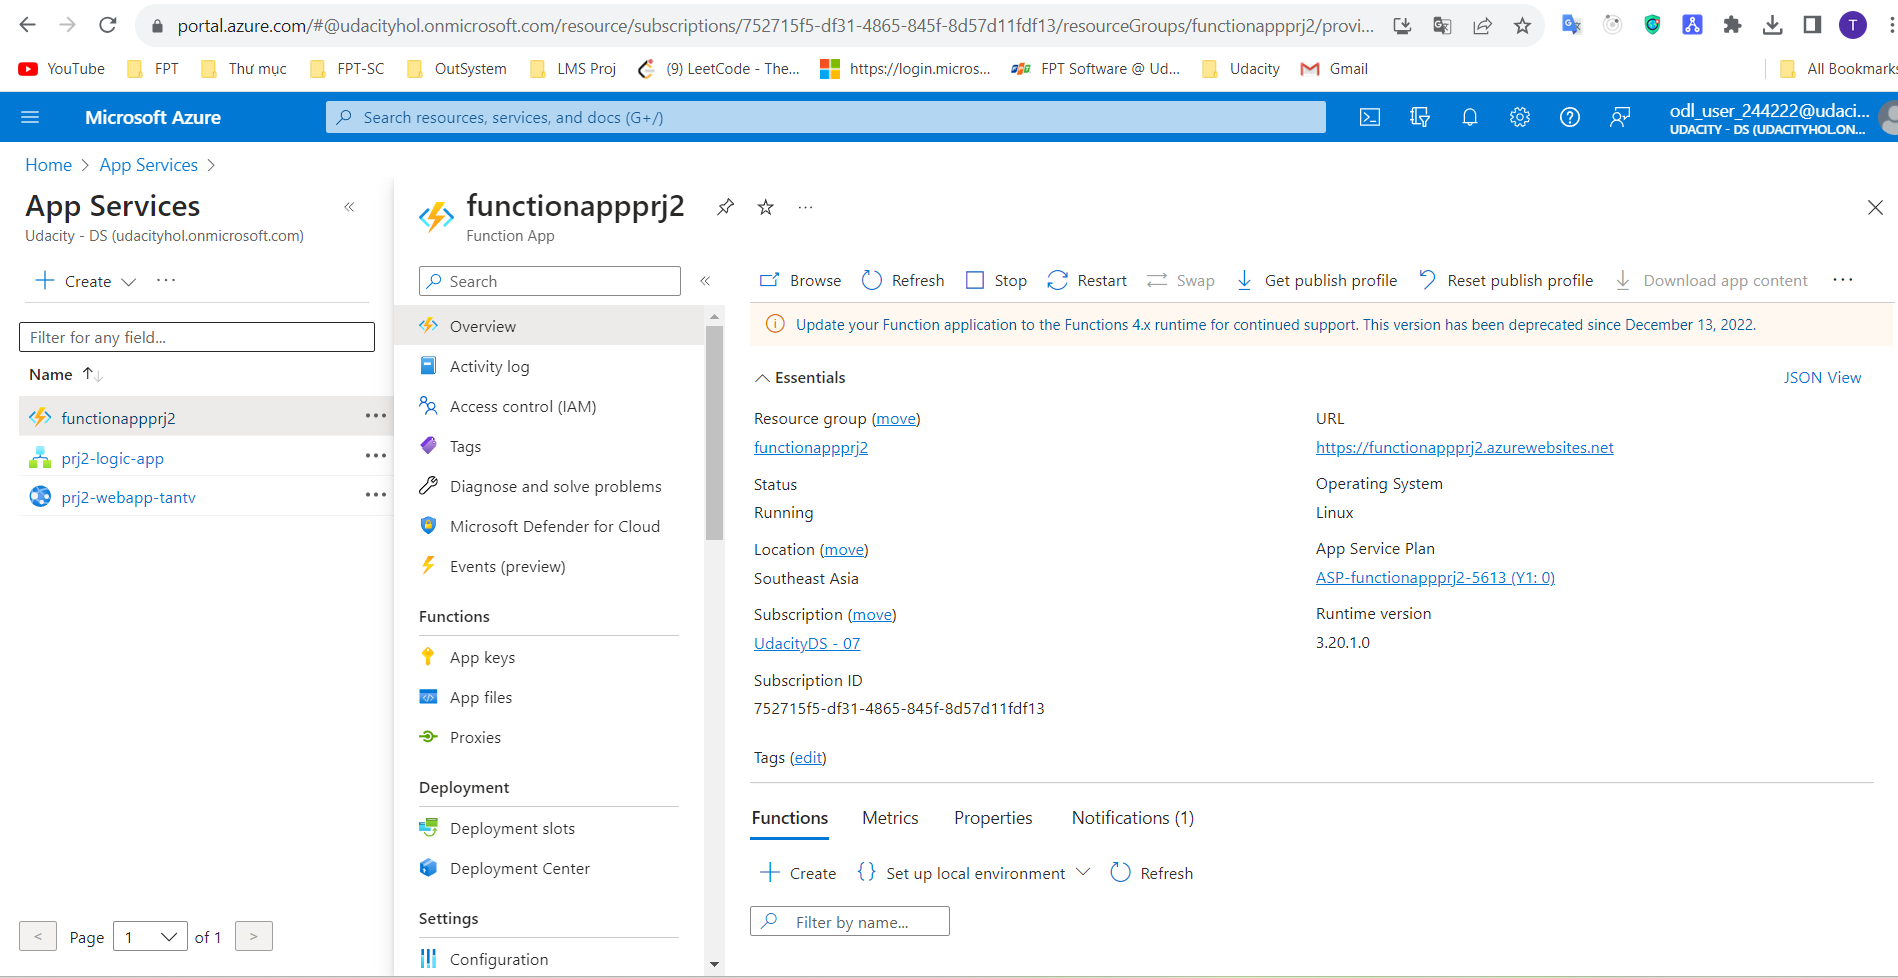 portal.azure.com/#@udacityhol.onmicrosoft.com/resource/subscriptions/752715f5-df31-4865-845f-8d57d11fdf13/resourceGroups/functionappprj2/provi...
T
YouTube FPT Thư mục FPT-SC OutSystem LMS Proj (9) LeetCode - The... https://login.micros... FPT Software @ Ud... Udacity Gmail All Bookmarks
Microsoft Azure
Search resources, services, and docs (G+/)
odl_user_244222@udaci...
UDACITY - DS (UDACITYHOL.ON...
Home > App Services >
App Services
Udacity - DS (udacityhol.onmicrosoft.com)
Create
Filter for any field...
Name
functionappprj2
prj2-logic-app
prj2-webapp-tantv
< Page 1 of 1 >
functionappprj2
Function App
Search
Overview
Activity log
Access control (IAM)
Tags
Diagnose and solve problems
Microsoft Defender for Cloud
Events (preview)
Functions
App keys
App files
Proxies
Deployment
Deployment slots
Deployment Center
Settings
Configuration
Browse Refresh Stop Restart Swap Get publish profile Reset publish profile Download app content
Update your Function application to the Functions 4.x runtime for continued support. This version has been deprecated since December 13, 2022.
Essentials
JSON View
Resource group (move)
functionappprj2
Status
Running
Location (move)
Southeast Asia
Subscription (move)
UdacityDS - 07
Subscription ID
752715f5-df31-4865-845f-8d57d11fdf13
URL
https://functionappprj2.azurewebsites.net
Operating System
Linux
App Service Plan
ASP-functionappprj2-5613 (Y1: 0)
Runtime version
3.20.1.0
Tags (edit)
Functions Metrics Properties Notifications (1)
Create Set up local environment Refresh
Filter by name...